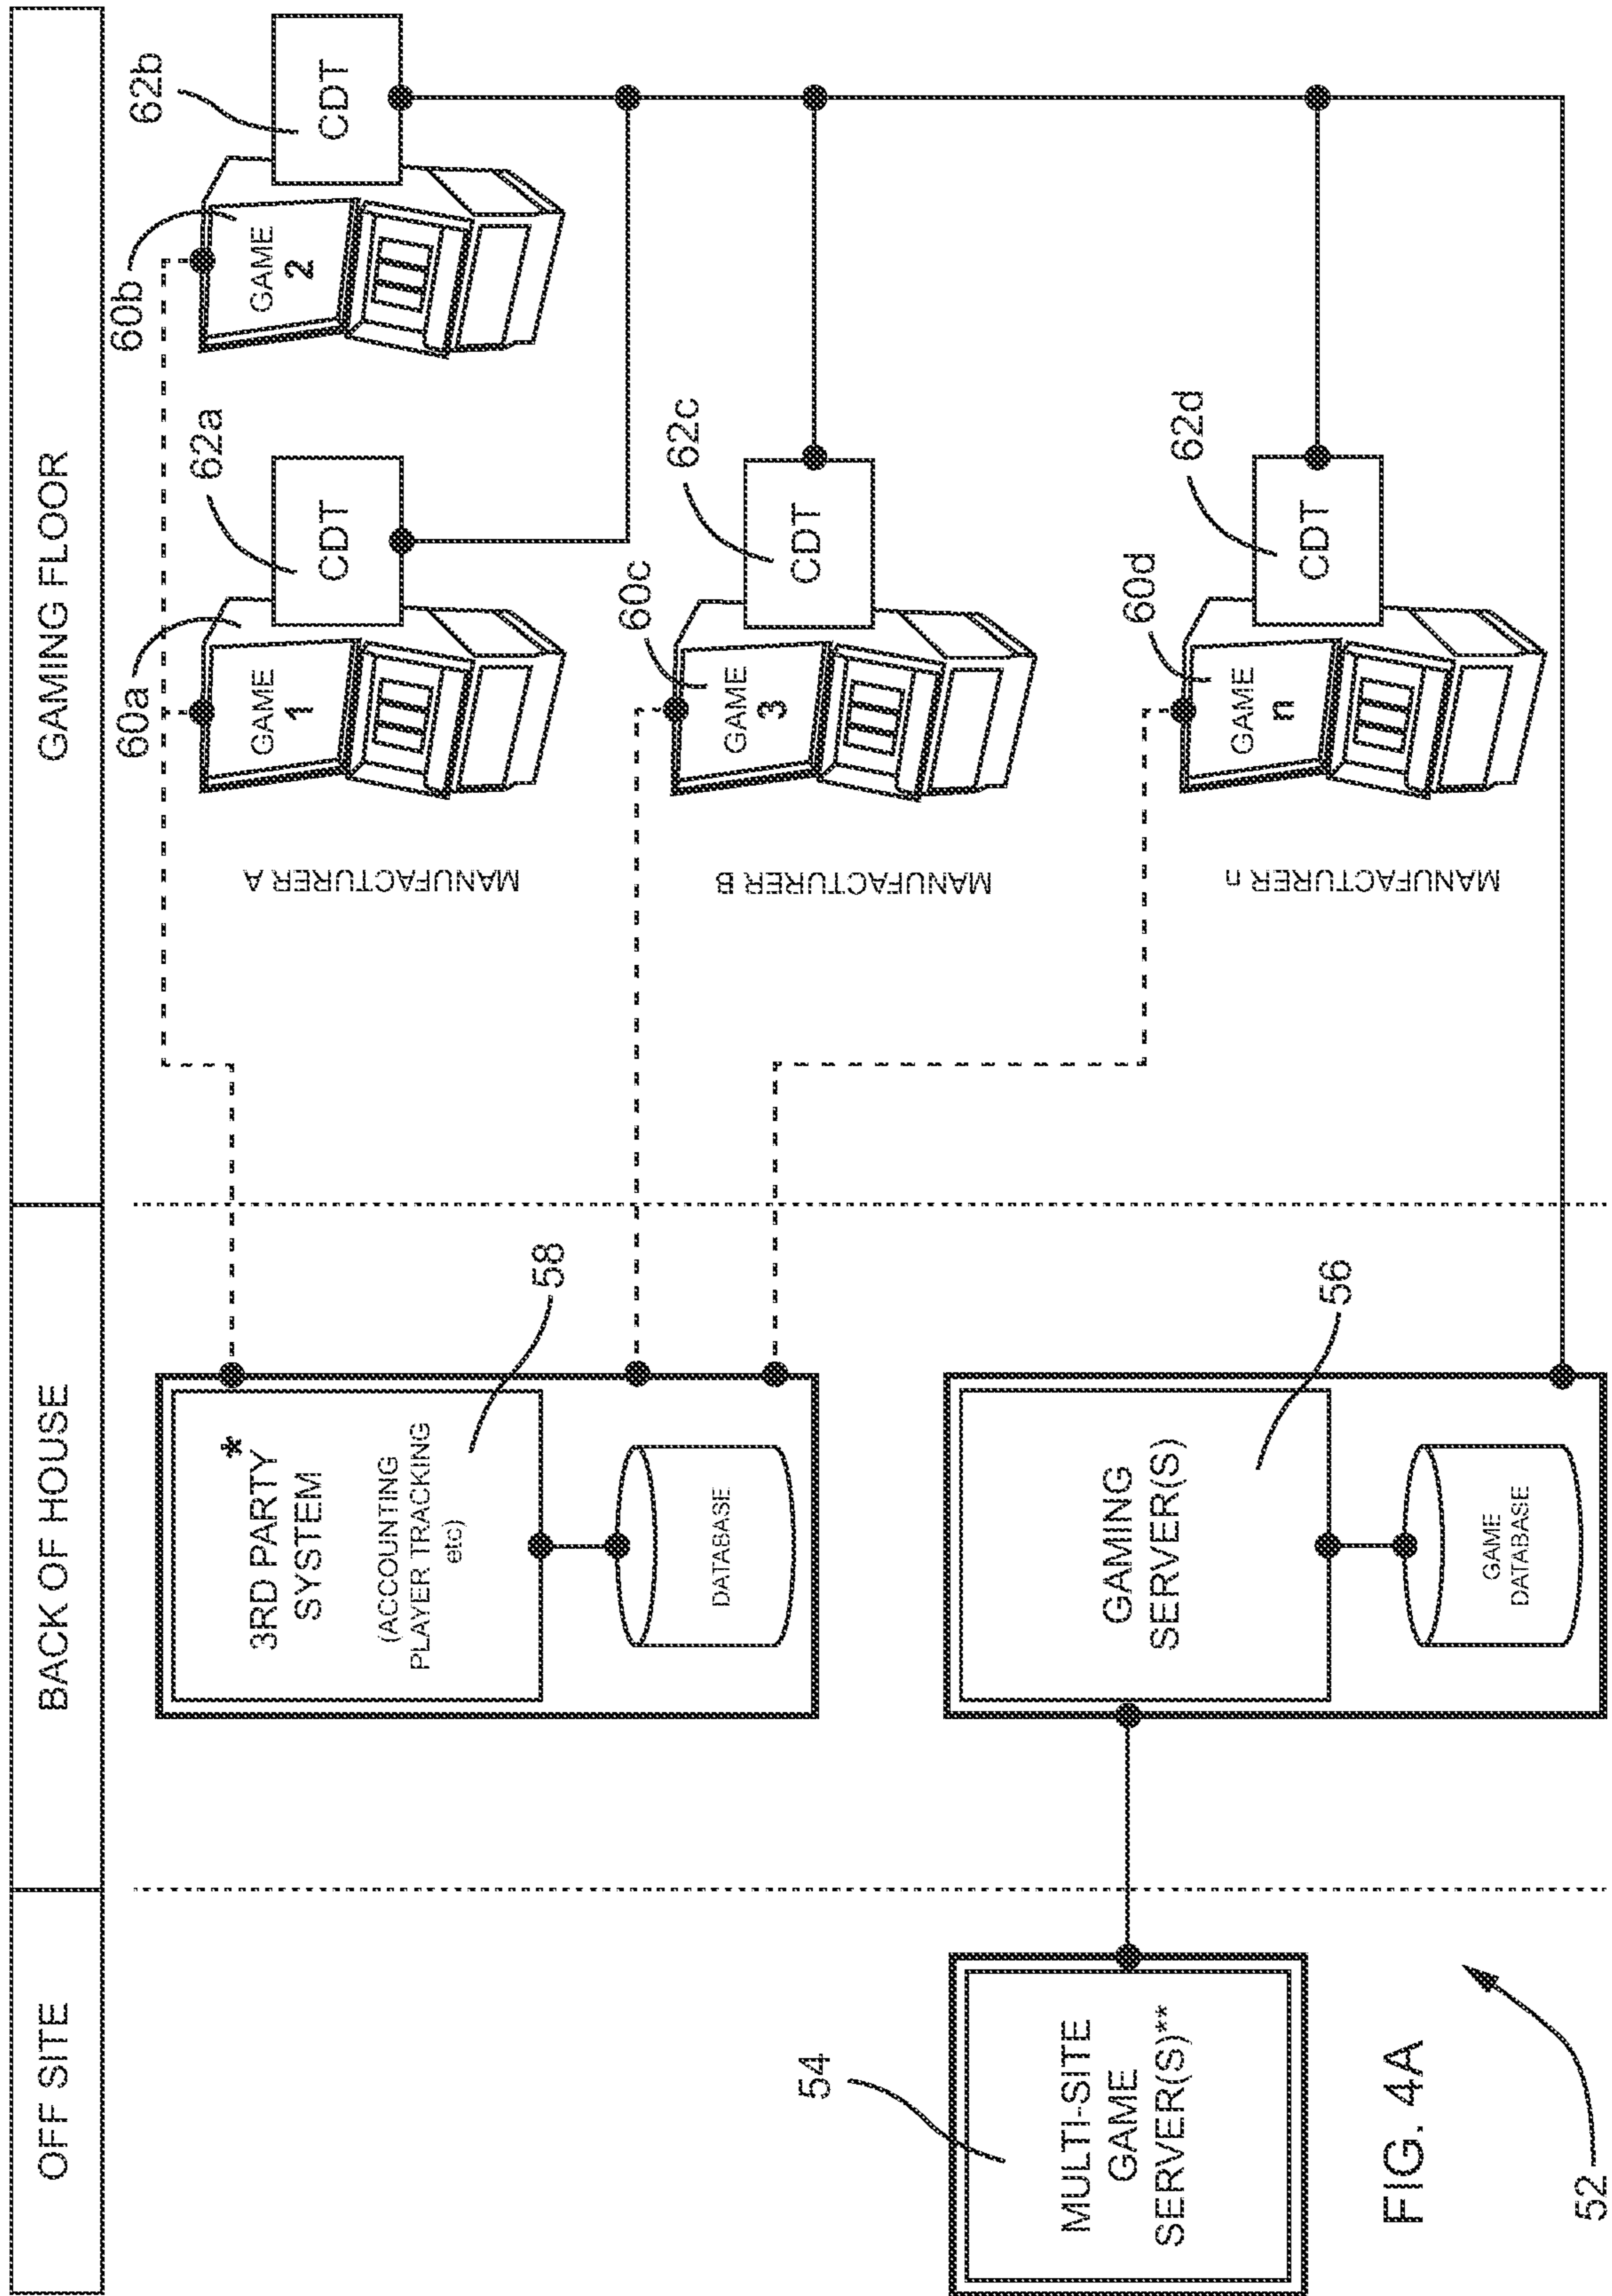 OFF SITE
BACK OF HOUSE
GAMING FLOOR
3RD PARTY*
SYSTEM
(ACCOUNTING
PLAYER TRACKING
etc)
DATABASE
58
GAMING
SERVER(S)
GAME
DATABASE
56
MULTI-SITE
GAME
SERVER(S)**
54
60a
GAME
1
62a
CDT
60b
GAME
2
62b
CDT
MANUFACTURER A
60c
GAME
3
62c
CDT
MANUFACTURER B
60d
GAME
n
62d
CDT
MANUFACTURER n
FIG. 4A
52